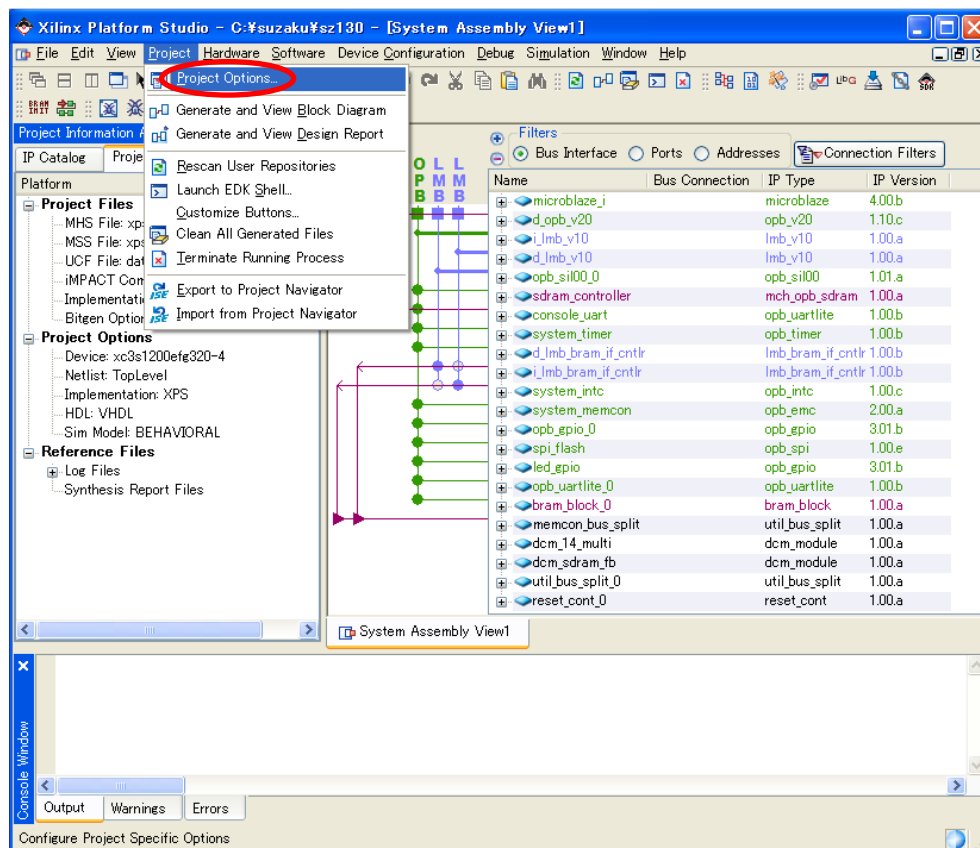 Xilinx Platform Studio - C:¥suzaku¥sz130 - [System Assembly View1]
File Edit View Project Hardware Software Device Configuration Debug Simulation Window Help
Project Options...
Generate and View Block Diagram
Generate and View Design Report
Rescan User Repositories
Launch EDK Shell...
Customize Buttons...
Clean All Generated Files
Terminate Running Process
Export to Project Navigator
Import from Project Navigator
Project Information A
IP Catalog Proje
Platform
Project Files
MHS File: xp
MSS File: xp
UCF File: dat
iMPACT Com
Implementati
Bitgen Option
Project Options
Device: xc3s1200efg320-4
Netlist: TopLevel
Implementation: XPS
HDL: VHDL
Sim Model: BEHAVIORAL
Reference Files
Log Files
Synthesis Report Files
O L L
P M M
B B B
Filters
Bus Interface Ports Addresses Connection Filters
Name Bus Connection IP Type IP Version
microblaze_i microblaze 4.00.b
d_opb_v20 opb_v20 1.10.c
i_lmb_v10 lmb_v10 1.00.a
d_lmb_v10 lmb_v10 1.00.a
opb_sil00_0 opb_sil00 1.01.a
sdram_controller mch_opb_sdram 1.00.a
console_uart opb_uartlite 1.00.b
system_timer opb_timer 1.00.b
d_lmb_bram_if_cntlr lmb_bram_if_cntlr 1.00.b
i_lmb_bram_if_cntlr lmb_bram_if_cntlr 1.00.b
system_intc opb_intc 1.00.c
system_memcon opb_emc 2.00.a
opb_gpio_0 opb_gpio 3.01.b
spi_flash opb_spi 1.00.e
led_gpio opb_gpio 3.01.b
opb_uartlite_0 opb_uartlite 1.00.b
bram_block_0 bram_block 1.00.a
memcon_bus_split util_bus_split 1.00.a
dcm_14_multi dcm_module 1.00.a
dcm_sdram_fb dcm_module 1.00.a
util_bus_split_0 util_bus_split 1.00.a
reset_cont_0 reset_cont 1.00.a
System Assembly View1
Console Window
Output Warnings Errors
Configure Project Specific Options